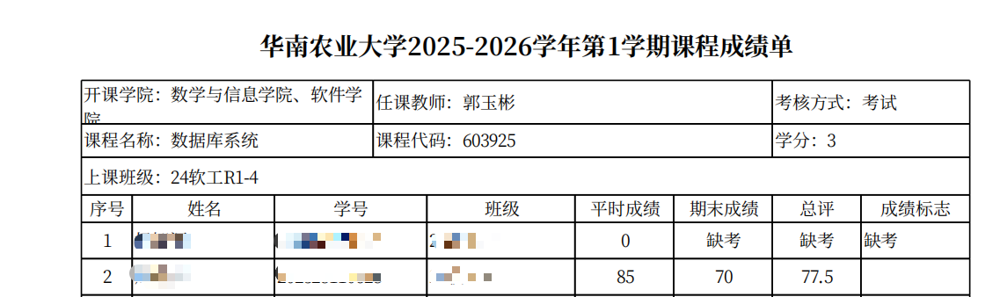 华南农业大学2025-2026学年第1学期课程成绩单
开课学院：数学与信息学院、软件学院 任课教师：郭玉彬 考核方式：考试
课程名称：数据库系统 课程代码：603925 学分：3
上课班级：24软工R1-4
序号 姓名 学号 班级 平时成绩 期末成绩 总评 成绩标志
1 0 缺考 缺考 缺考
2 85 70 77.5